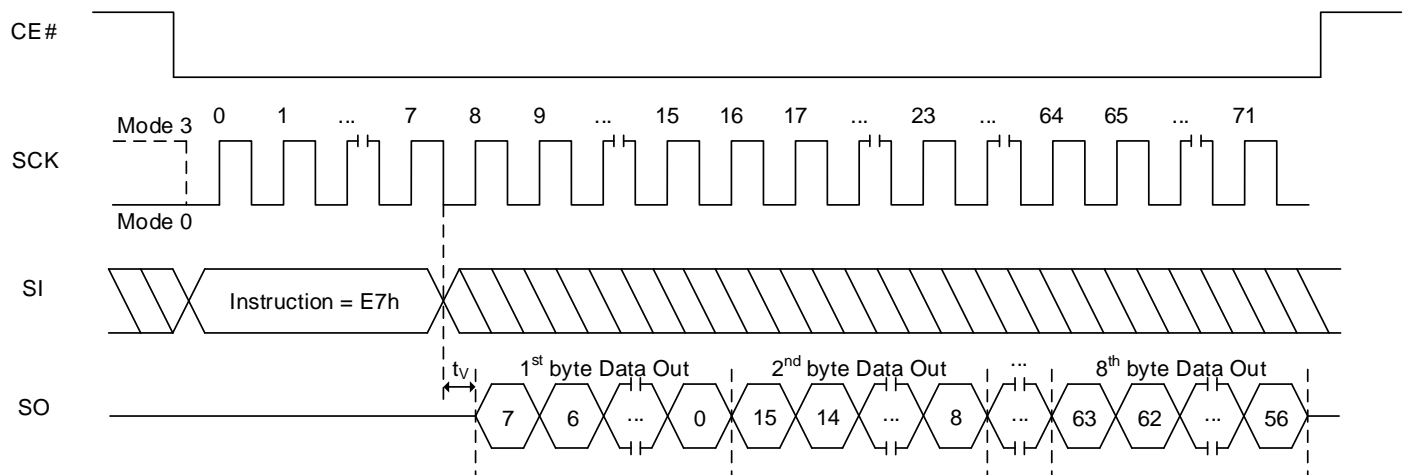 CE#
0 1 ... 7 8 9 ... 15 16 17 ... 23 ... 64 65 ... 71
Mode 3
SCK
Mode 0
SI
Instruction = E7h
tV 1st byte Data Out 2nd byte Data Out ... 8th byte Data Out
SO
7 6 ... 0 15 14 ... 8 ... 63 62 ... 56